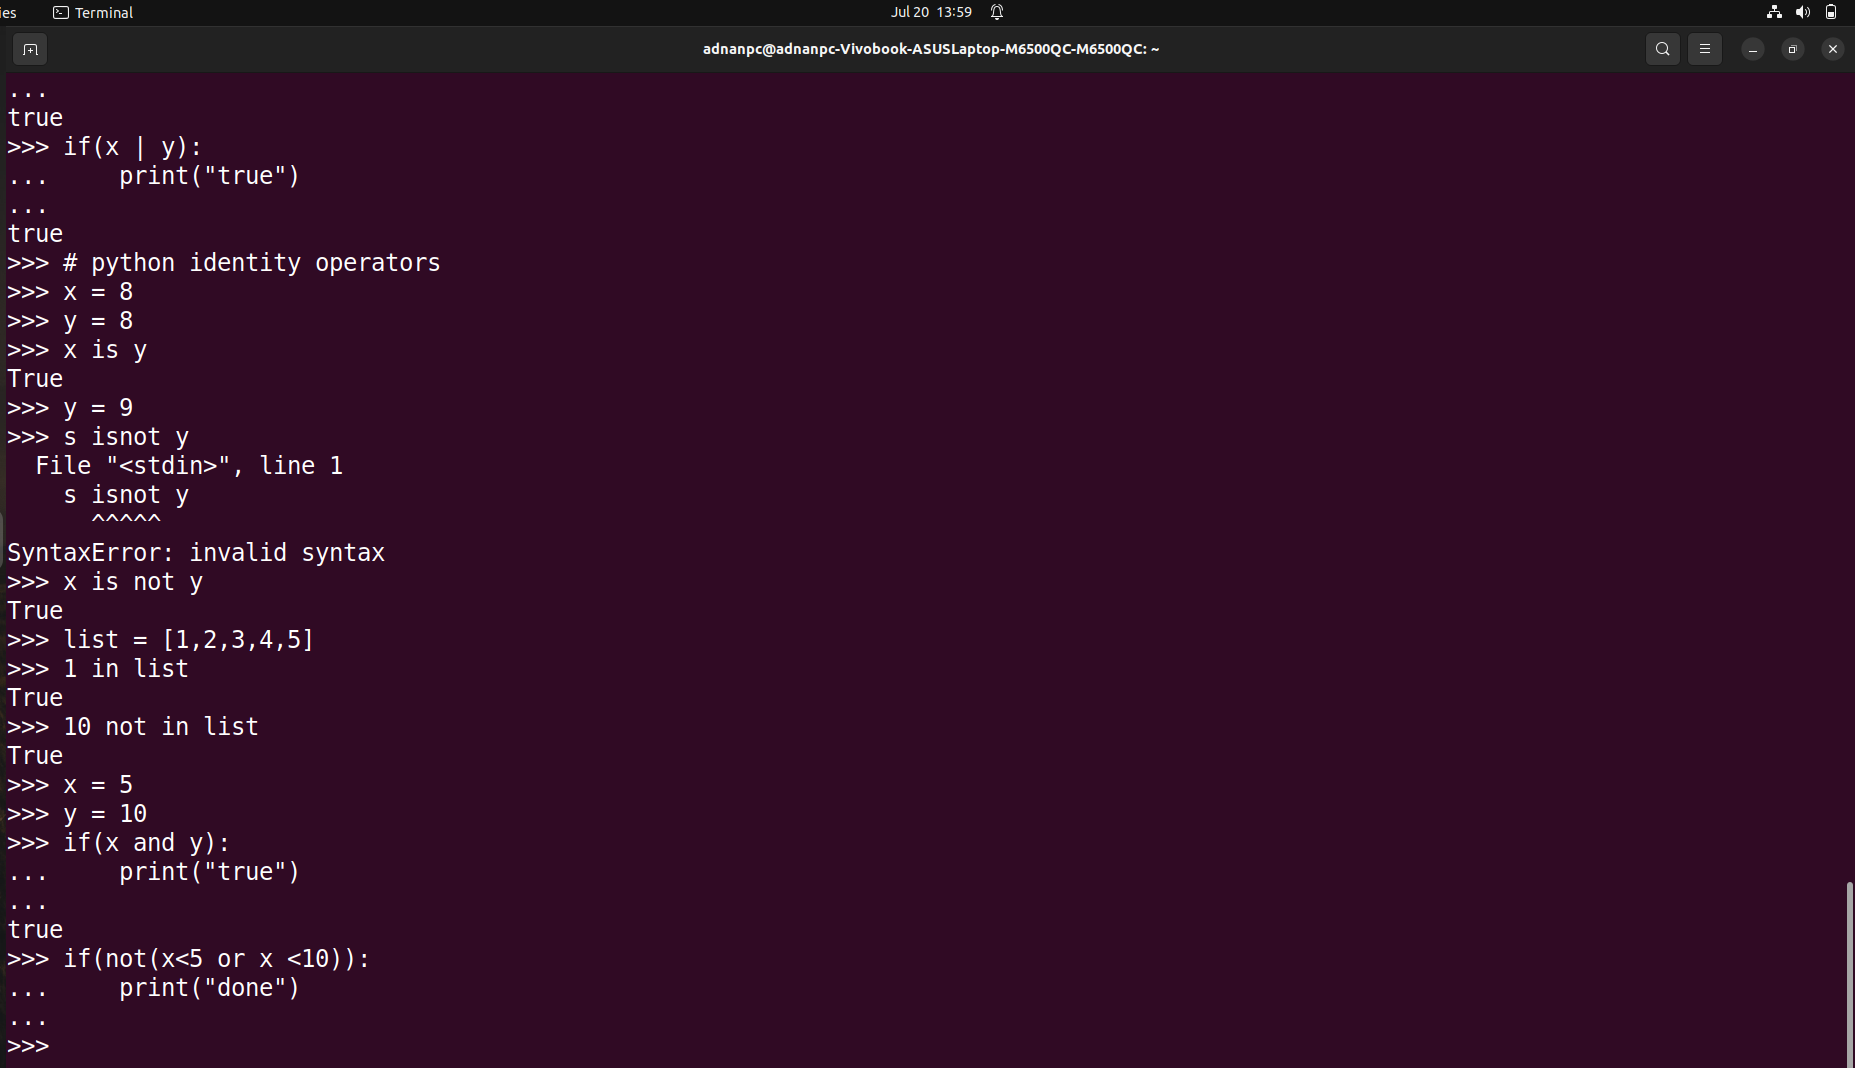 ies
Terminal
Jul 20 13:59
adnanpc@adnanpc-Vivobook-ASUSLaptop-M6500QC-M6500QC: ~
...
true
>>> if(x | y):
...     print("true")
...
true
>>> # python identity operators
>>> x = 8
>>> y = 8
>>> x is y
True
>>> y = 9
>>> s isnot y
  File "<stdin>", line 1
    s isnot y
      ^^^^^
SyntaxError: invalid syntax
>>> x is not y
True
>>> list = [1,2,3,4,5]
>>> 1 in list
True
>>> 10 not in list
True
>>> x = 5
>>> y = 10
>>> if(x and y):
...     print("true")
...
true
>>> if(not(x<5 or x <10)):
...     print("done")
...
>>>